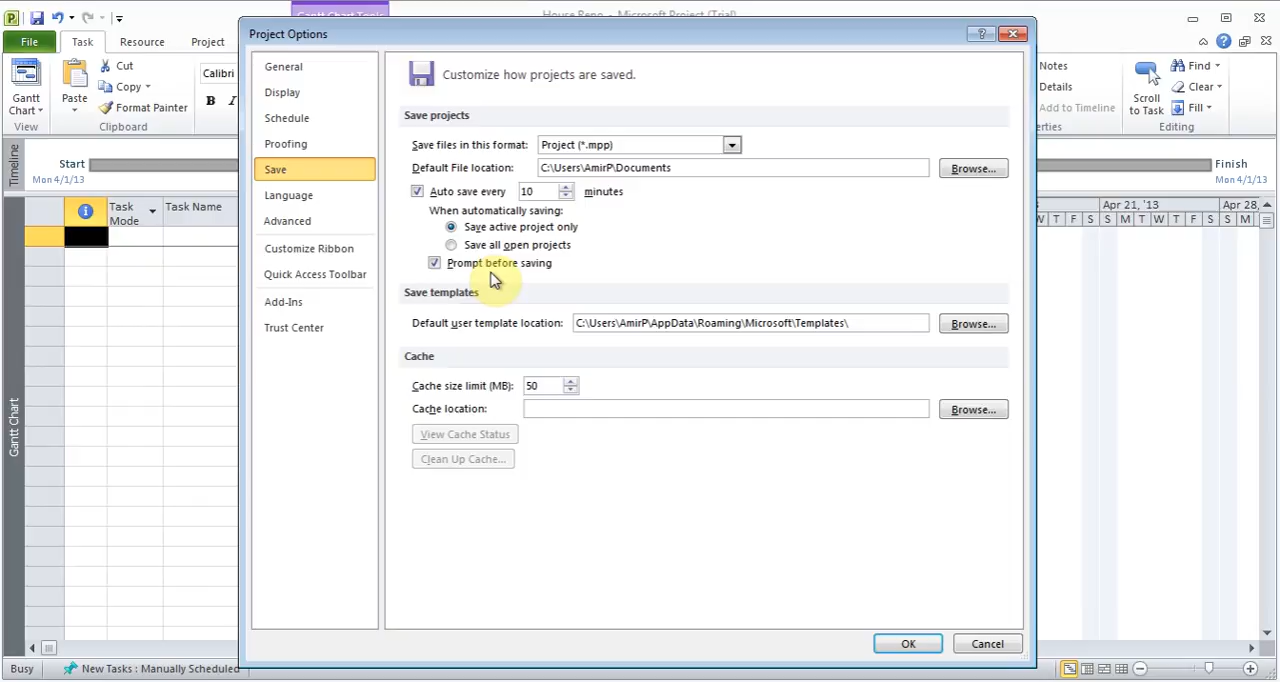 Gantt Chart Tools
House Reno - Microsoft Project (Trial)
File Task Resource Project
Project Options
General
Display
Schedule
Proofing
Save
Language
Advanced
Customize Ribbon
Quick Access Toolbar
Add-Ins
Trust Center
Customize how projects are saved.
Save projects
Save files in this format: Project (*.mpp)
Default File location: C:\Users\AmirP\Documents Browse...
Auto save every 10 minutes
When automatically saving:
Save active project only
Save all open projects
Prompt before saving
Save templates
Default user template location: C:\Users\AmirP\AppData\Roaming\Microsoft\Templates\ Browse...
Cache
Cache size limit (MB): 50
Cache location: Browse...
View Cache Status
Clean Up Cache...
OK Cancel
Gantt
Chart
View
Paste
Cut
Copy
Format Painter
Clipboard
Calibri
B I
Notes
Details
Add to Timeline
erties
Scroll
to Task
Find
Clear
Fill
Editing
Timeline
Start
Mon 4/1/13
Finish
Mon 4/1/13
Task
Mode
Task Name
Apr 21, '13 Apr 28,
W T F S S M T W T F S S M
Gantt Chart
Busy New Tasks : Manually Scheduled